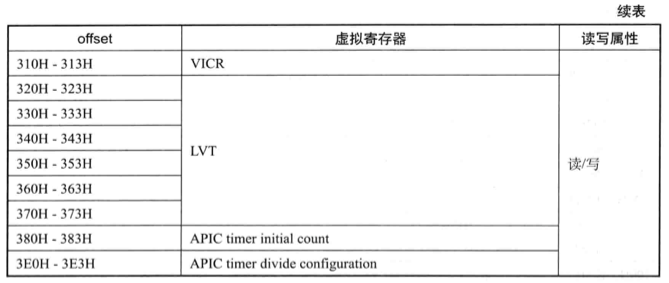 续表
offset 虚拟寄存器 读写属性
310H - 313H VICR
320H - 323H
330H - 333H
340H - 343H
LVT
350H - 353H
读/写
360H - 363H
370H - 373H
380H - 383H APIC timer initial count
3E0H - 3E3H APIC timer divide configuration